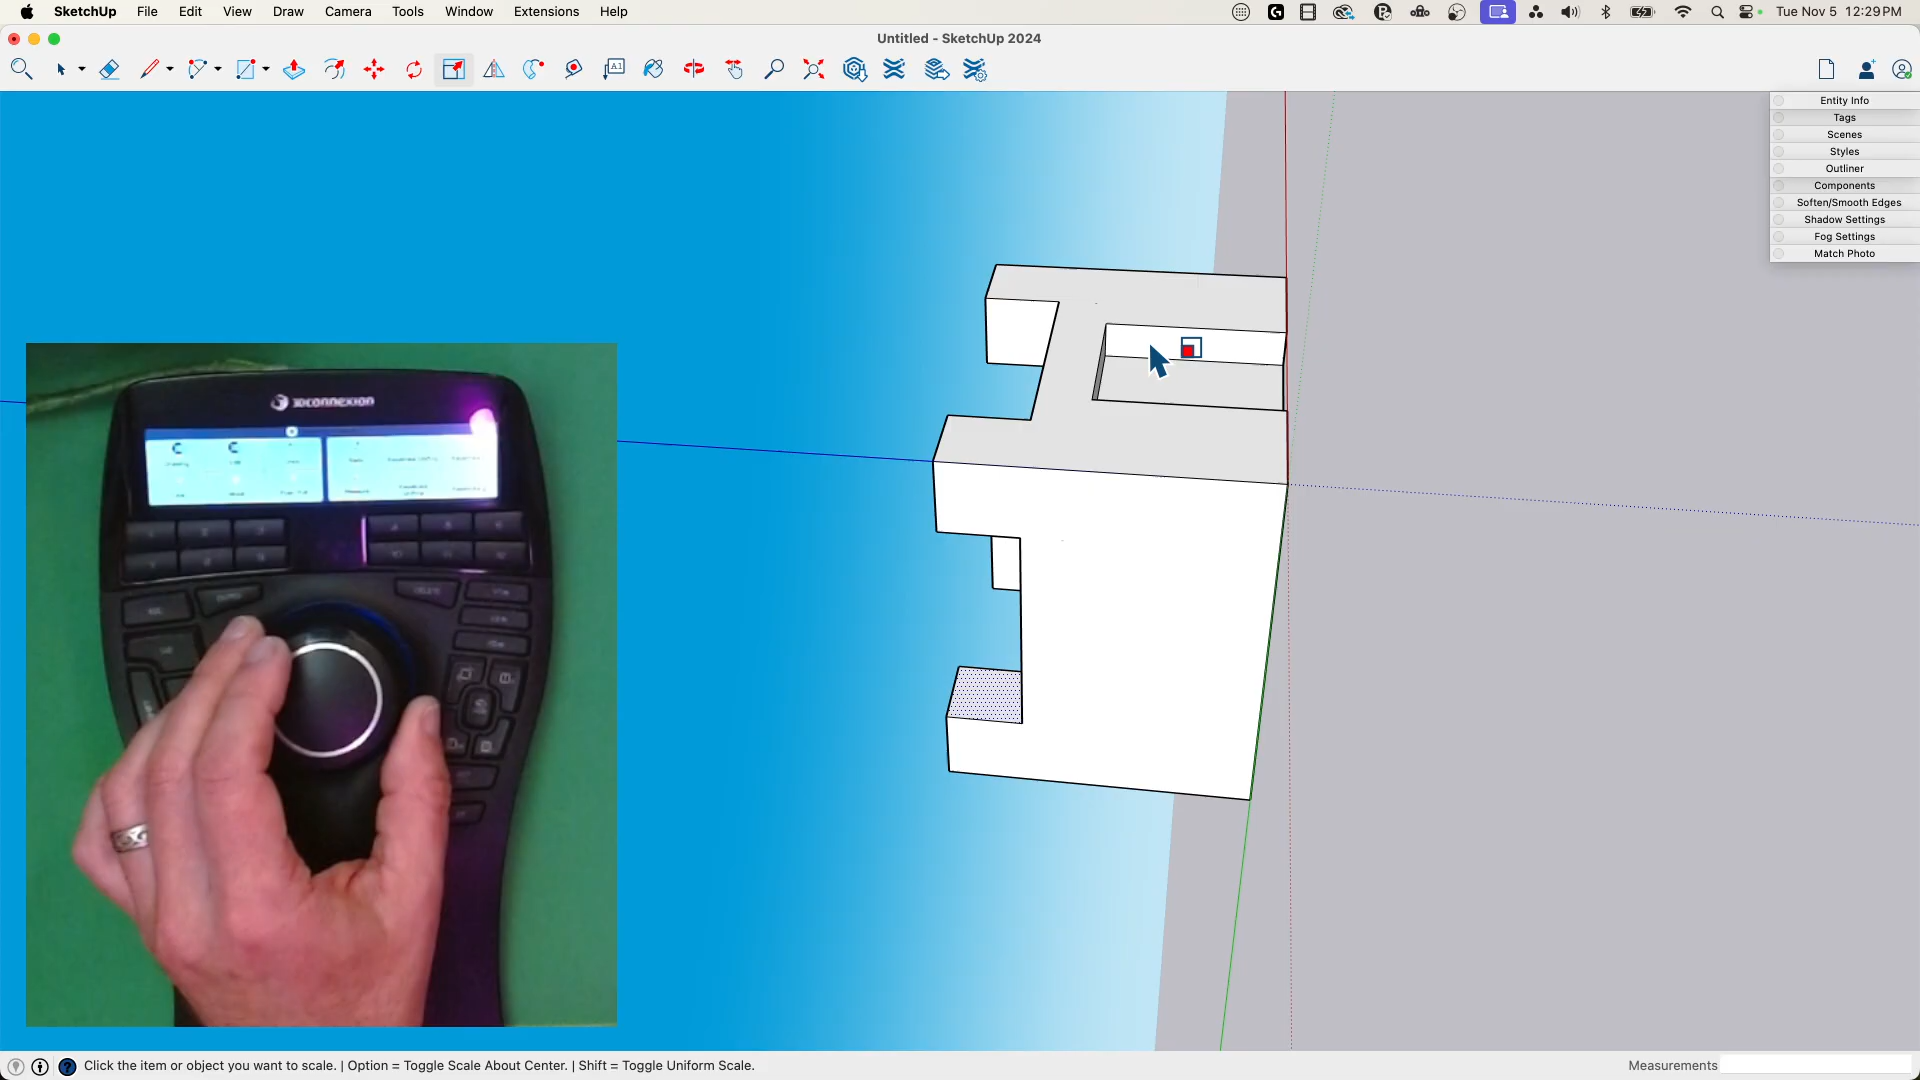 SketchUp File Edit View Draw Camera Tools Window Extensions Help
Tue Nov 5 12:29 PM
Untitled - SketchUp 2024
A1
Entity Info
Tags
Scenes
Styles
Outliner
Components
Soften/Smooth Edges
Shadow Settings
Fog Settings
Match Photo
3Dconnexion
DELETE
Click the item or object you want to scale. | Option = Toggle Scale About Center. | Shift = Toggle Uniform Scale.
Measurements